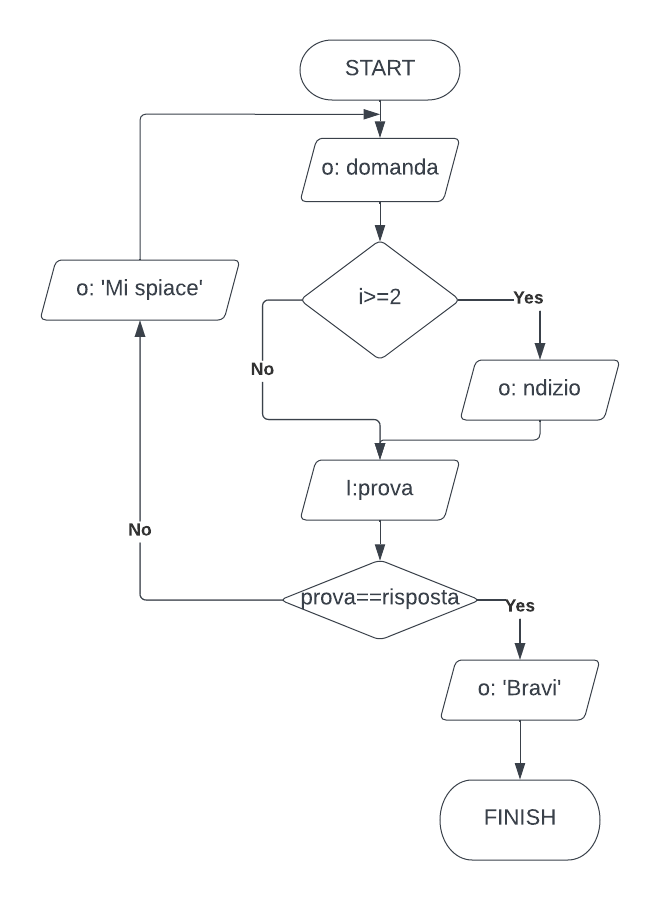 START
o: domanda
o: 'Mi spiace'
i>=2
Yes
No
o: ndizio
I:prova
No
prova==risposta
Yes
o: 'Bravi'
FINISH